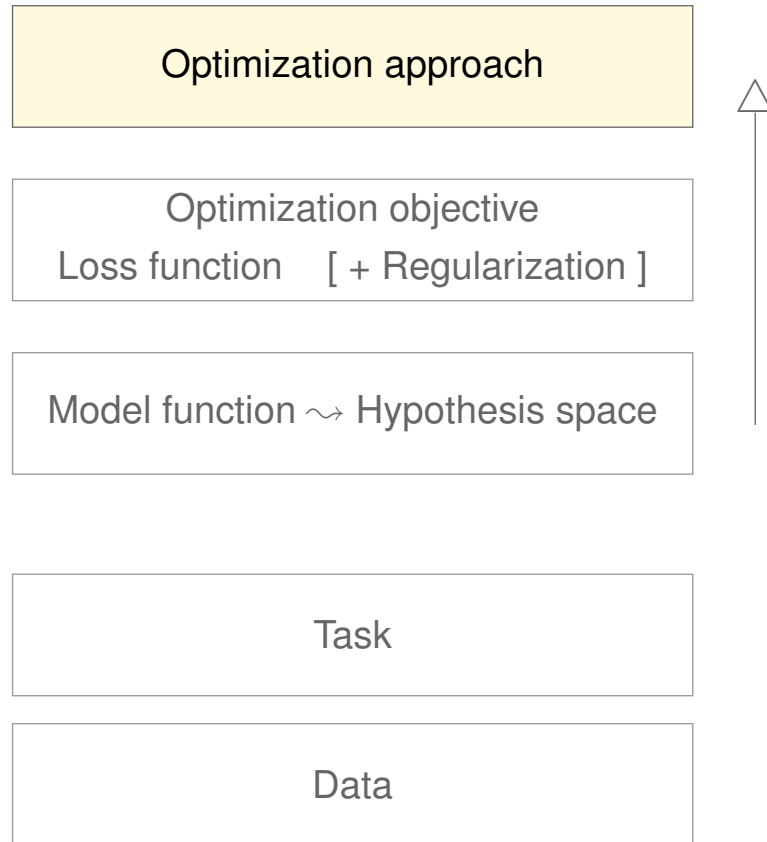 Optimization approach
Optimization objective
Loss function [ + Regularization ]
Model function ⤳ Hypothesis space
Task
Data